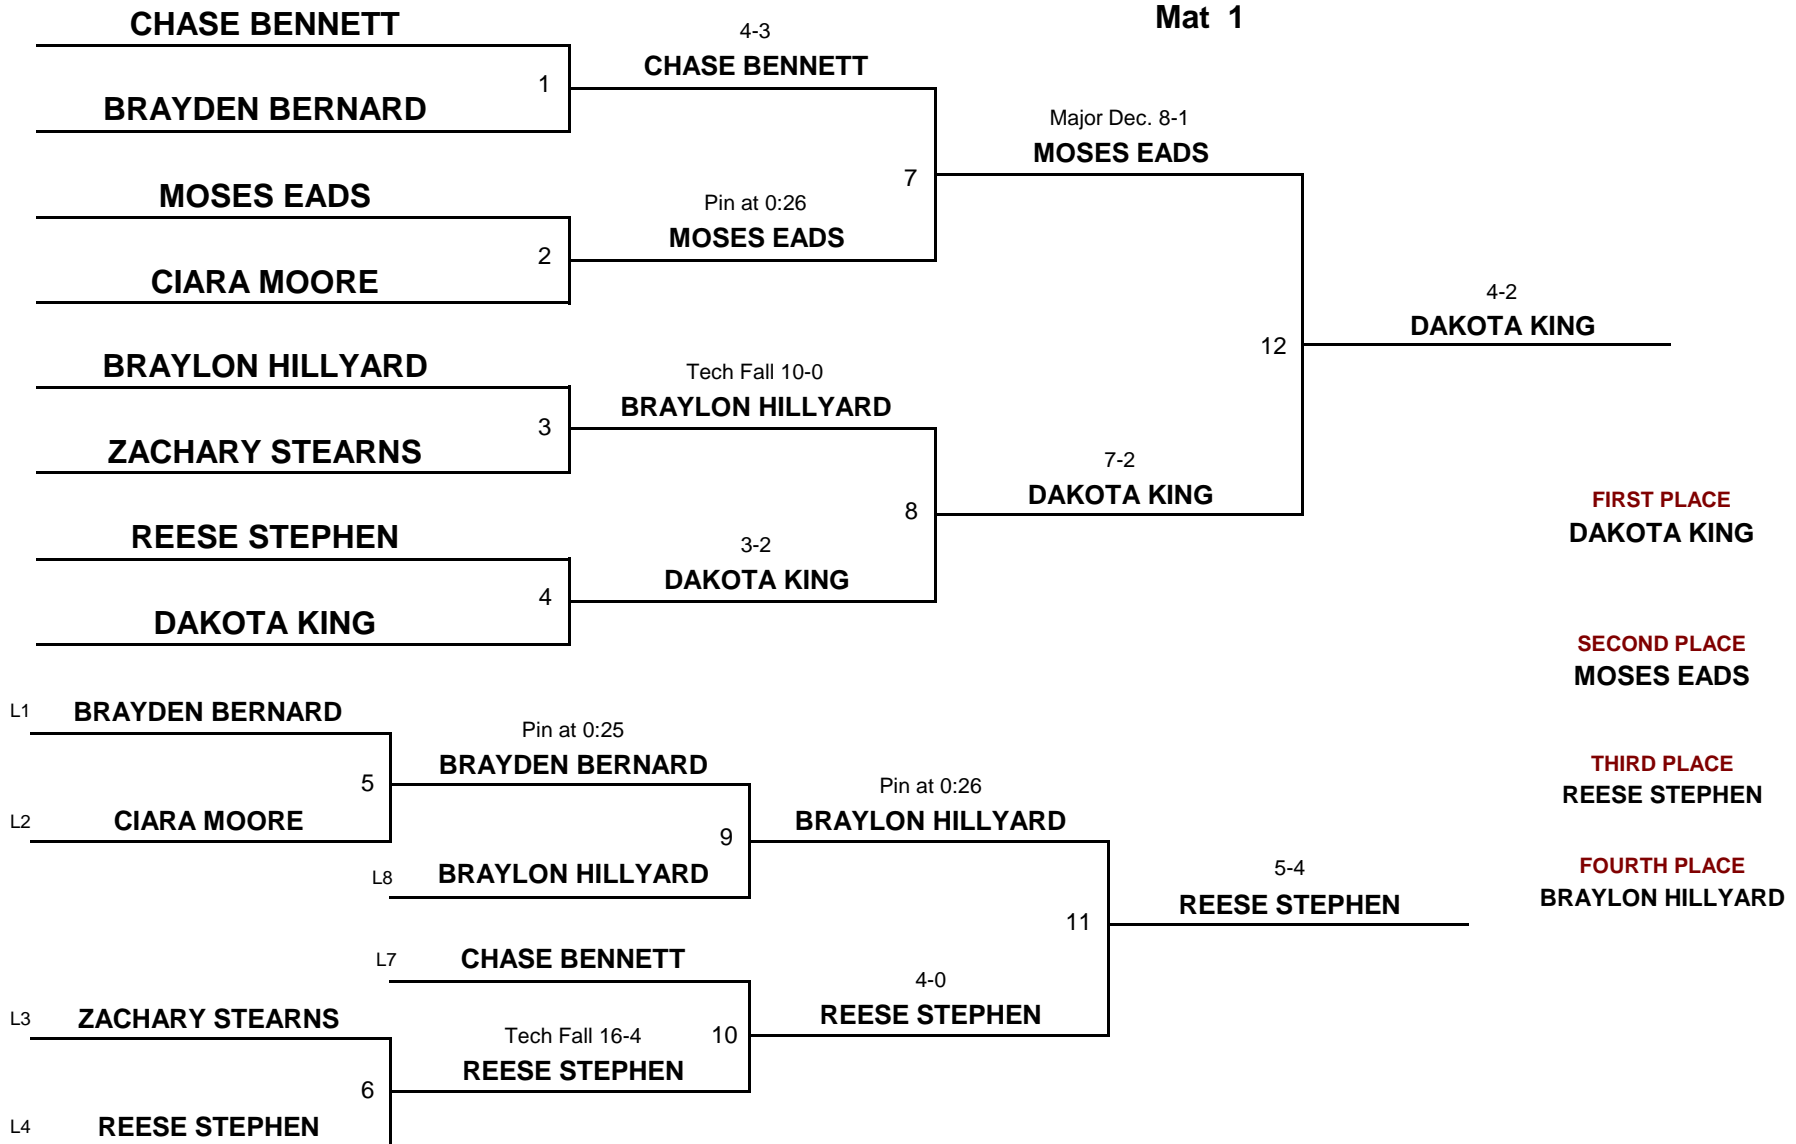 Mat 1
CHASE BENNETT
4-3
CHASE BENNETT
1
BRAYDEN BERNARD
Major Dec. 8-1
MOSES EADS
7
MOSES EADS
Pin at 0:26
MOSES EADS
2
CIARA MOORE
4-2
DAKOTA KING
12
BRAYLON HILLYARD
Tech Fall 10-0
BRAYLON HILLYARD
3
ZACHARY STEARNS
7-2
DAKOTA KING
8
REESE STEPHEN
3-2
DAKOTA KING
4
DAKOTA KING
FIRST PLACE
DAKOTA KING
SECOND PLACE
MOSES EADS
THIRD PLACE
REESE STEPHEN
FOURTH PLACE
BRAYLON HILLYARD
L1 BRAYDEN BERNARD
Pin at 0:25
BRAYDEN BERNARD
5
L2 CIARA MOORE
Pin at 0:26
BRAYLON HILLYARD
9
L8 BRAYLON HILLYARD
5-4
REESE STEPHEN
11
L7 CHASE BENNETT
4-0
REESE STEPHEN
10
L3 ZACHARY STEARNS
Tech Fall 16-4
REESE STEPHEN
6
L4 REESE STEPHEN